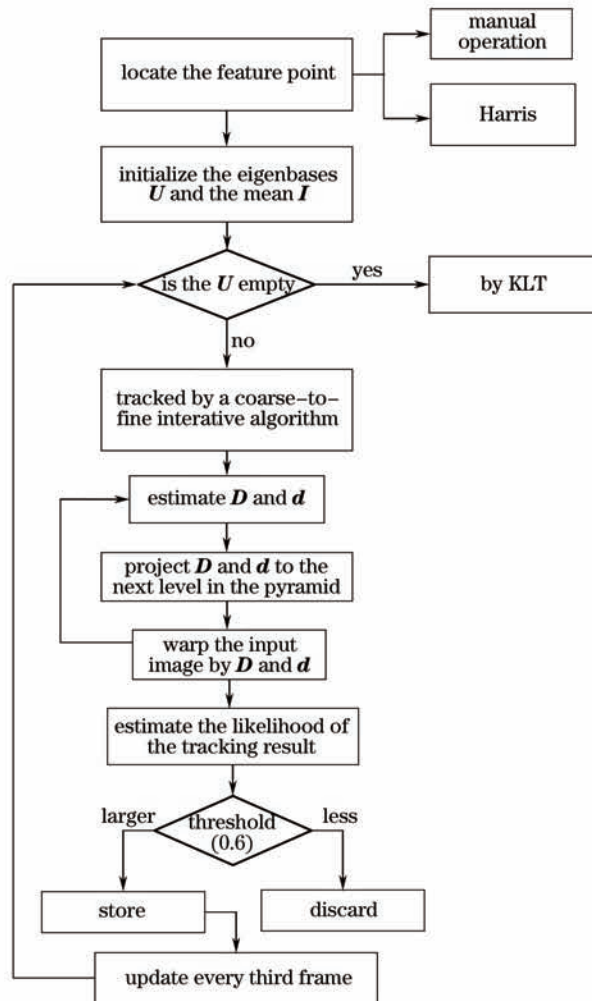 manual
operation
locate the feature point
Harris
initialize the eigenbases
U and the mean I
is the U empty
yes
by KLT
no
tracked by a coarse–to–
fine interative algorithm
estimate D and d
project D and d to the
next level in the pyramid
warp the input
image by D and d
estimate the likelihood of
the tracking result
larger
less
threshold
(0.6)
store
discard
update every third frame